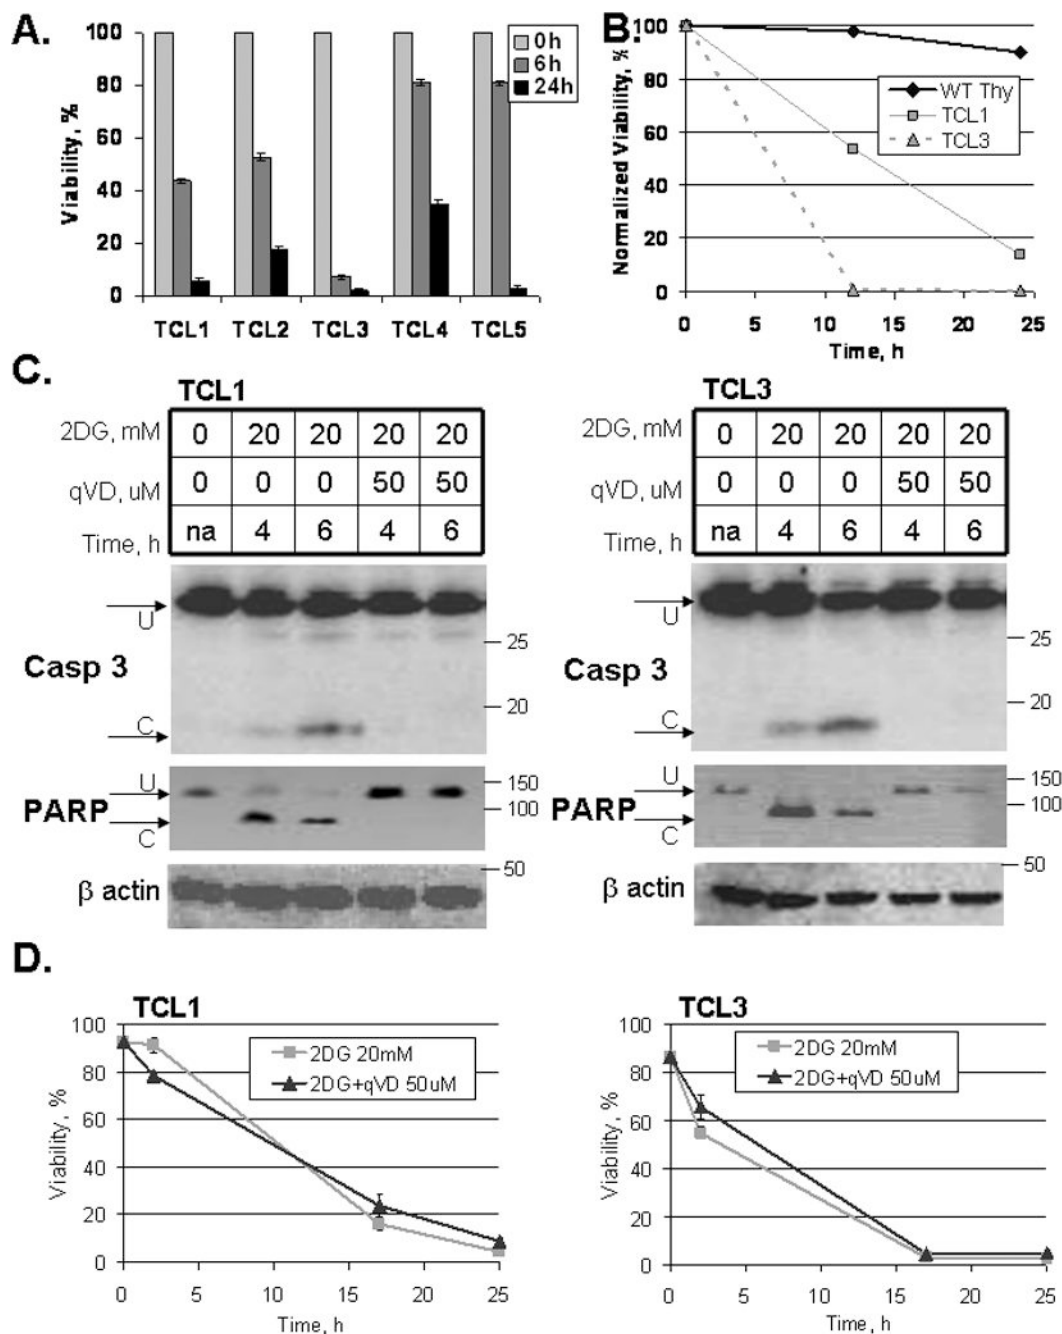 A.
100
80
60
40
20
0
Viability, %
0h
6h
24h
TCL1 TCL2 TCL3 TCL4 TCL5
B.
100
80
60
40
20
0
Normalized Viability, %
WT Thy
TCL1
TCL3
0 5 10 15 20 25
Time, h
C.
TCL1
2DG, mM 0 20 20 20 20
qVD, uM 0 0 0 50 50
Time, h na 4 6 4 6
U
25
Casp 3
20
C
U
150
PARP
100
C
50
β actin
TCL3
2DG, mM 0 20 20 20 20
qVD, uM 0 0 0 50 50
Time, h na 4 6 4 6
U
25
Casp 3
20
C
U
150
PARP
100
C
50
β actin
D.
TCL1
100
80
60
40
20
0
Viability, %
2DG 20mM
2DG+qVD 50uM
0 5 10 15 20 25
Time, h
TCL3
100
80
60
40
20
0
Viability, %
2DG 20mM
2DG+qVD 50uM
0 5 10 15 20 25
Time, h